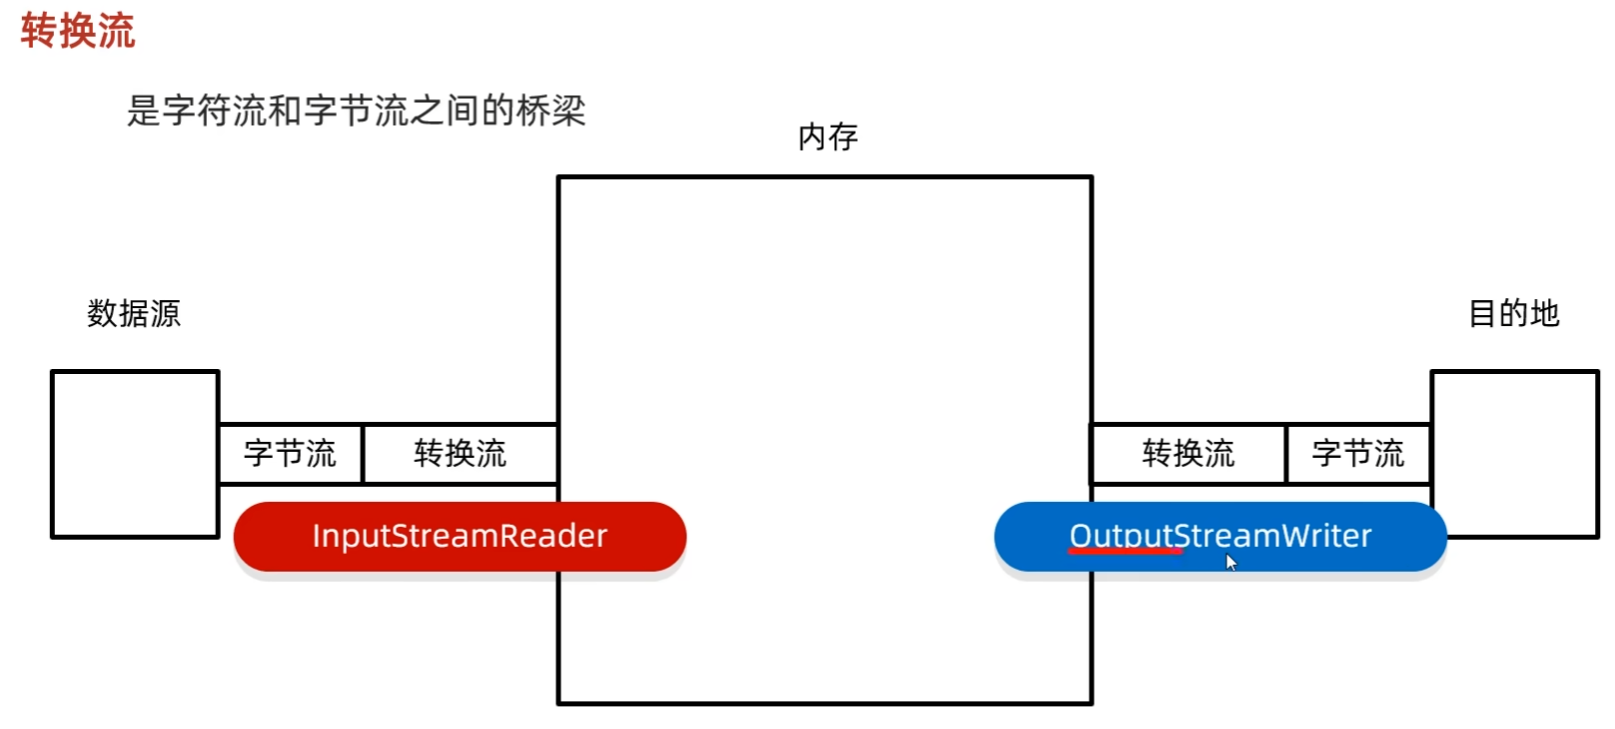 转换流
是字符流和字节流之间的桥梁
内存
数据源
目的地
字节流
转换流
转换流
字节流
InputStreamReader
OutputStreamWriter